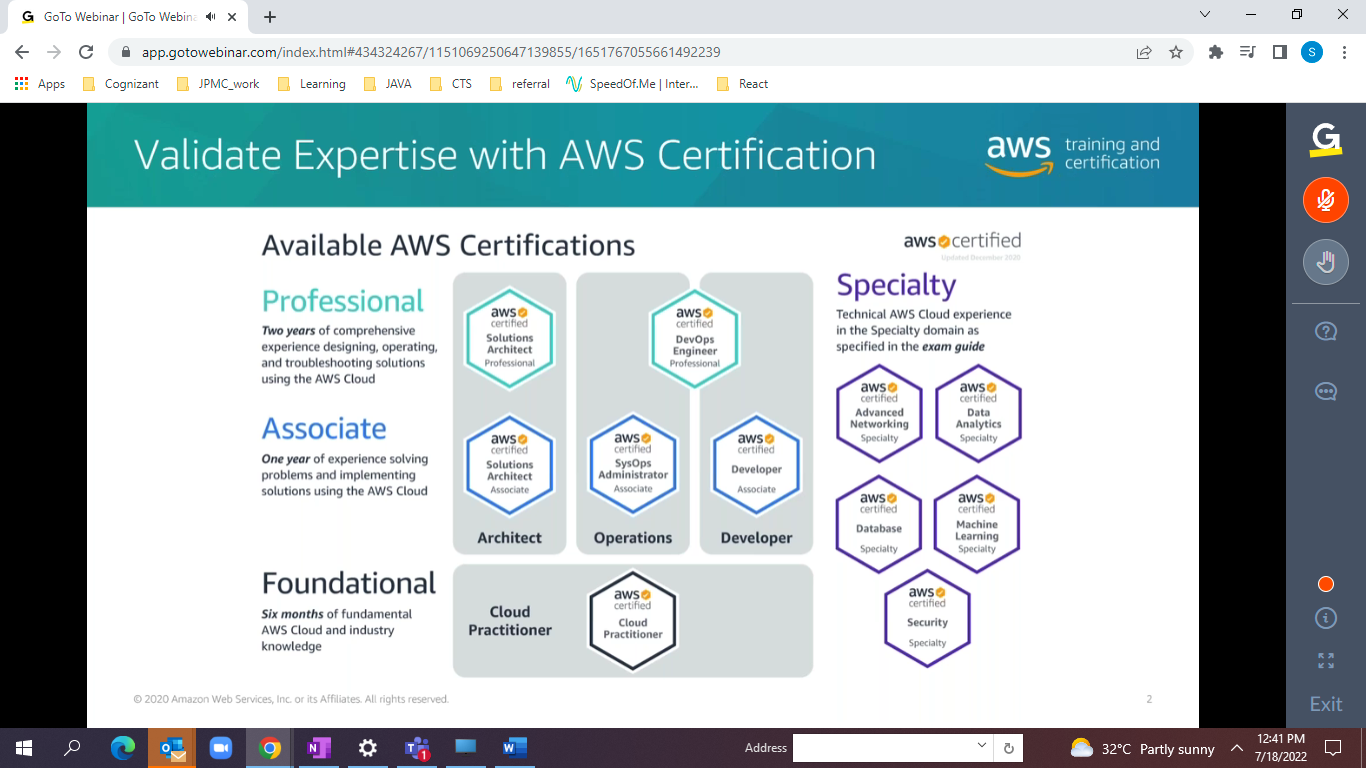 G GoTo Webinar | GoTo Webina
app.gotowebinar.com/index.html#434324267/1151069250647139855/1651767055661492239
S
Apps Cognizant JPMC_work Learning JAVA CTS referral SpeedOf.Me | Inter... React
Validate Expertise with AWS Certification
aws training and
certification
G
Available AWS Certifications
aws certified
Updated December 2020
Professional
Two years of comprehensive
experience designing, operating,
and troubleshooting solutions
using the AWS Cloud
aws
certified
Solutions
Architect
Professional
aws
certified
DevOps
Engineer
Professional
Associate
One year of experience solving
problems and implementing
solutions using the AWS Cloud
aws
certified
Solutions
Architect
Associate
aws
certified
SysOps
Administrator
Associate
aws
certified
Developer
Associate
Architect
Operations
Developer
Foundational
Six months of fundamental
AWS Cloud and industry
knowledge
Cloud
Practitioner
aws
certified
Cloud
Practitioner
Specialty
Technical AWS Cloud experience
in the Specialty domain as
specified in the exam guide
aws
certified
Advanced
Networking
Specialty
aws
certified
Data
Analytics
Specialty
aws
certified
Database
Specialty
aws
certified
Machine
Learning
Specialty
aws
certified
Security
Specialty
© 2020 Amazon Web Services, Inc. or its Affiliates. All rights reserved.
2
Exit
Address
32°C Partly sunny
12:41 PM
7/18/2022